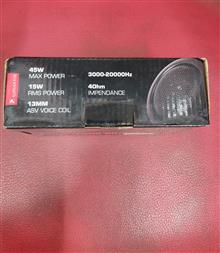 45W
MAX POWER
15W
RMS POWER
13MM
ASV VOICE COIL
3000-20000Hz
4Ohm
IMPENDANCE